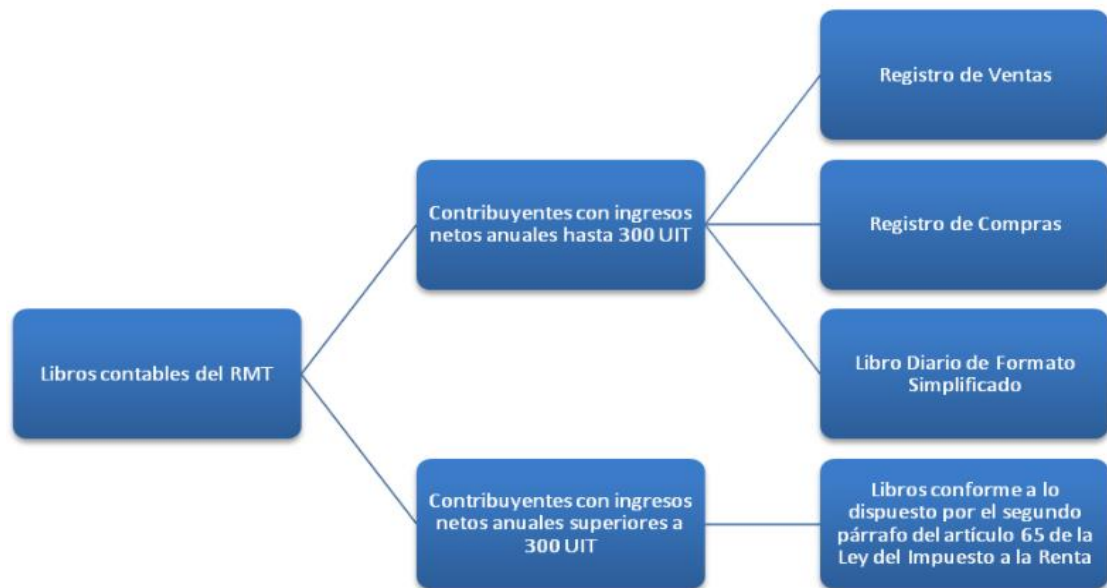 Libros contables del RMT
Contribuyentes con ingresos
netos anuales hasta 300 UIT
Registro de Ventas
Registro de Compras
Libro Diario de Formato
Simplificado
Contribuyentes con ingresos
netos anuales superiores a
300 UIT
Libros conforme a lo
dispuesto por el segundo
párrafo del artículo 65 de la
Ley del Impuesto a la Renta